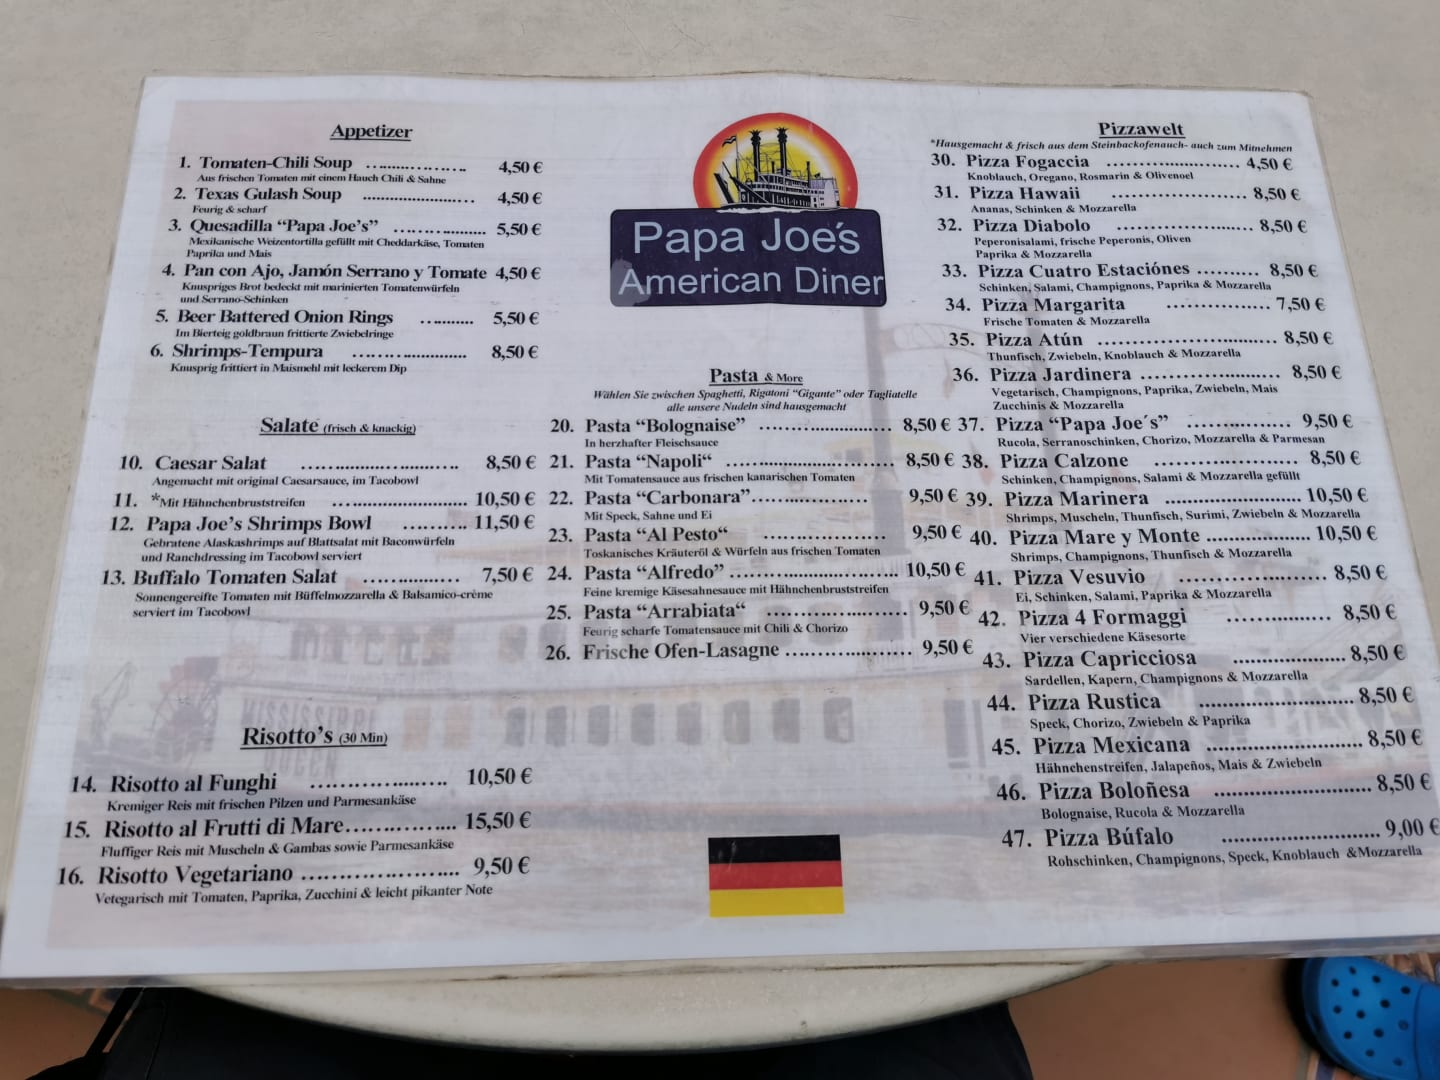 Appetizer
1. Tomaten-Chili Soup .................. 4,50 €
Aus frischen Tomaten mit einem Hauch Chili & Sahne
2. Texas Gulash Soup .................. 4,50 €
Feurig & scharf
3. Quesadilla “Papa Joe’s” .................. 5,50 €
Mexikanische Weizentortilla gefüllt mit Cheddarkäse, Tomaten
Paprika und Mais
4. Pan con Ajo, Jamón Serrano y Tomate 4,50 €
Knuspriges Brot bedeckt mit marinierten Tomatenwürfeln
und Serrano-Schinken
5. Beer Battered Onion Rings .......... 5,50 €
Im Bierteig goldbraun frittierte Zwiebelringe
6. Shrimps-Tempura .................. 8,50 €
Knusprig frittiert in Maismehl mit leckerem Dip
Salate (frisch & knackig)
10. Caesar Salat .................. 8,50 €
Angemacht mit original Caesarsauce, im Tacobowl
11. *Mit Hähnchenbruststreifen .................. 10,50 €
12. Papa Joe’s Shrimps Bowl .......... 11,50 €
Gebratene Alaskashrimps auf Blattsalat mit Baconwürfeln
und Ranchdressing im Tacobowl serviert
13. Buffalo Tomaten Salat .................. 7,50 €
Sonnengereifte Tomaten mit Büffelmozzarella & Balsamico-crème
serviert im Tacobowl
Risotto’s (30 Min)
14. Risotto al Funghi .................. 10,50 €
Kremiger Reis mit frischen Pilzen und Parmesankäse
15. Risotto al Frutti di Mare.................. 15,50 €
Fluffiger Reis mit Muscheln & Gambas sowie Parmesankäse
16. Risotto Vegetariano .................. 9,50 €
Vetegarisch mit Tomaten, Paprika, Zucchini & leicht pikanter Note
Papa Joe's
American Diner
Pasta & More
Wählen Sie zwischen Spaghetti, Rigatoni “Gigante” oder Tagliatelle
alle unsere Nudeln sind hausgemacht
20. Pasta “Bolognaise” .................. 8,50 €
In herzhafter Fleischsauce
21. Pasta “Napoli“ .................. 8,50 €
Mit Tomatensauce aus frischen kanarischen Tomaten
22. Pasta “Carbonara”.................. 9,50 €
Mit Speck, Sahne und Ei
23. Pasta “Al Pesto“ .................. 9,50 €
Toskanisches Kräuteröl & Würfeln aus frischen Tomaten
24. Pasta “Alfredo”.................. 10,50 €
Feine kremige Käsesahnesauce mit Hähnchenbruststreifen
25. Pasta “Arrabiata“ .................. 9,50 €
Feurig scharfe Tomatensauce mit Chili & Chorizo
26. Frische Ofen-Lasagne .................. 9,50 €
MISSISSIPPI
QUEEN
Pizzawelt
*Hausgemacht & frisch aus dem Steinbackofenauch- auch zum Mitnehmen
30. Pizza Fogaccia .................. 4,50 €
Knoblauch, Oregano, Rosmarin & Olivenoel
31. Pizza Hawaii .................. 8,50 €
Ananas, Schinken & Mozzarella
32. Pizza Diabolo .................. 8,50 €
Peperonisalami, frische Peperonis, Oliven
Paprika & Mozzarella
33. Pizza Cuatro Estaciónes .......... 8,50 €
Schinken, Salami, Champignons, Paprika & Mozzarella
34. Pizza Margarita .................. 7,50 €
Frische Tomaten & Mozzarella
35. Pizza Atún .................. 8,50 €
Thunfisch, Zwiebeln, Knoblauch & Mozzarella
36. Pizza Jardinera .................. 8,50 €
Vegetarisch, Champignons, Paprika, Zwiebeln, Mais
Zucchinis & Mozzarella
37. Pizza “Papa Joe´s” .................. 9,50 €
Rucola, Serranoschinken, Chorizo, Mozzarella & Parmesan
38. Pizza Calzone .................. 8,50 €
Schinken, Champignons, Salami & Mozzarella gefüllt
39. Pizza Marinera .................. 10,50 €
Shrimps, Muscheln, Thunfisch, Surimi, Zwiebeln & Mozzarella
40. Pizza Mare y Monte .................. 10,50 €
Shrimps, Champignons, Thunfisch & Mozzarella
41. Pizza Vesuvio .................. 8,50 €
Ei, Schinken, Salami, Paprika & Mozzarella
42. Pizza 4 Formaggi .................. 8,50 €
Vier verschiedene Käsesorte
43. Pizza Capricciosa .................. 8,50 €
Sardellen, Kapern, Champignons & Mozzarella
44. Pizza Rustica .................. 8,50 €
Speck, Chorizo, Zwiebeln & Paprika
45. Pizza Mexicana .................. 8,50 €
Hähnchenstreifen, Jalapeños, Mais & Zwiebeln
46. Pizza Boloñesa .................. 8,50 €
Bolognaise, Rucola & Mozzarella
47. Pizza Búfalo .................. 9,00 €
Rohschinken, Champignons, Speck, Knoblauch &Mozzarella